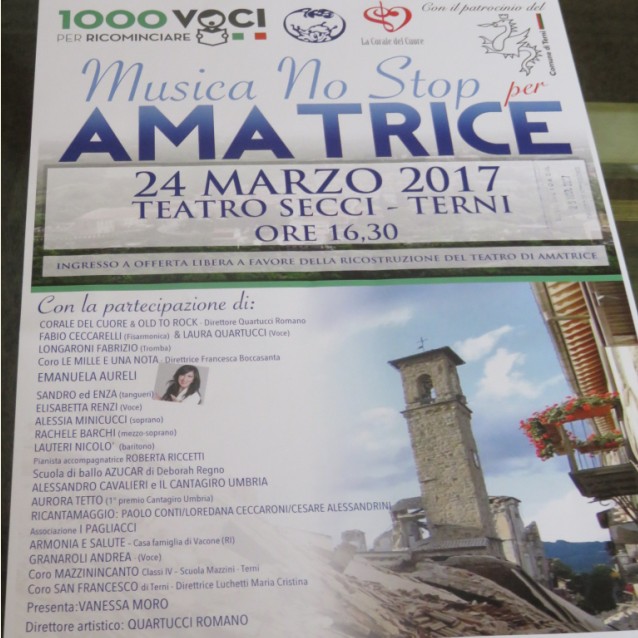 1000 VOCI
PER RICOMINCIARE
La Corale del Cuore
Con il patrocinio del
Comune di Terni
Musica No Stop per
AMATRICE
24 MARZO 2017
TEATRO SECCI - TERNI
ORE 16,30
INGRESSO A OFFERTA LIBERA A FAVORE DELLA RICOSTRUZIONE DEL TEATRO DI AMATRICE
Con la partecipazione di:
CORALE DEL CUORE & OLD TO ROCK - Direttore Quartucci Romano
FABIO CECCARELLI (Fisarmonica) & LAURA QUARTUCCI (Voce)
LONGARONI FABRIZIO (Tromba)
Coro LE MILLE E UNA NOTA - Direttrice Francesca Boccasanta
EMANUELA AURELI
SANDRO ed ENZA (tangueri)
ELISABETTA RENZI (Voce)
ALESSIA MINICUCCI (soprano)
RACHELE BARCHI (mezzo-soprano)
LAUTERI NICOLO' (baritono)
Pianista accompagnatrice ROBERTA RICCETTI
Scuola di ballo AZUCAR di Deborah Regno
ALESSANDRO CAVALIERI e IL CANTAGIRO UMBRIA
AURORA TETTO (1° premio Cantagiro Umbria)
RICANTAMAGGIO: PAOLO CONTI/LOREDANA CECCARONI/CESARE ALESSANDRINI
Associazione I PAGLIACCI
ARMONIA E SALUTE - Casa famiglia di Vacone (RI)
GRANAROLI ANDREA - (Voce)
Coro MAZZININCANTO Classi IV - Scuola Mazzini - Terni
Coro SAN FRANCESCO di Terni - Direttrice Luchetti Maria Cristina
Presenta: VANESSA MORO
Direttore artistico: QUARTUCCI ROMANO